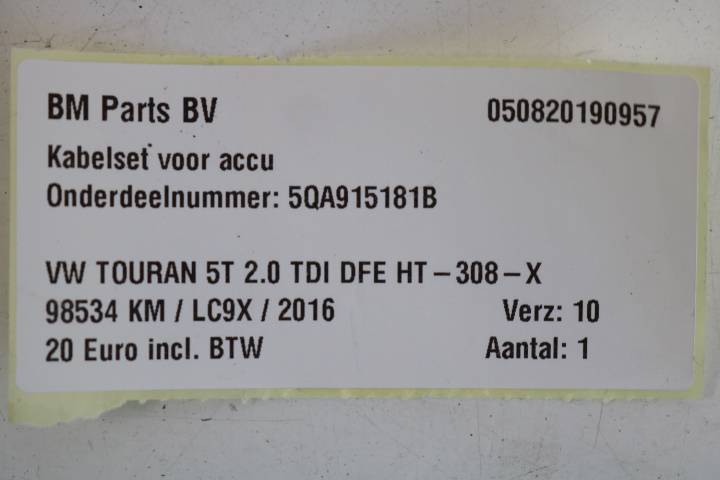 BM Parts BV 050820190957
Kabelset voor accu
Onderdeelnummer: 5QA915181B
VW TOURAN 5T 2.0 TDI DFE HT-308-X
98534 KM / LC9X / 2016 Verz: 10
20 Euro incl. BTW Aantal: 1